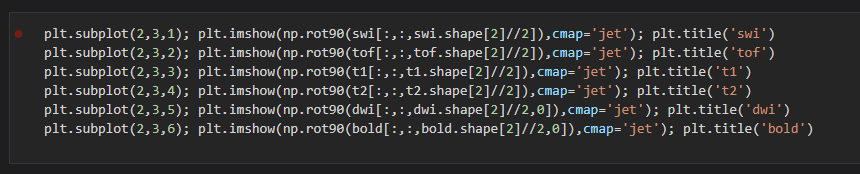 plt.subplot(2,3,1); plt.imshow(np.rot90(swi[:,:,swi.shape[2]//2]),cmap='jet'); plt.title('swi')
plt.subplot(2,3,2); plt.imshow(np.rot90(tof[:,:,tof.shape[2]//2]),cmap='jet'); plt.title('tof')
plt.subplot(2,3,3); plt.imshow(np.rot90(t1[:,:,t1.shape[2]//2]),cmap='jet'); plt.title('t1')
plt.subplot(2,3,4); plt.imshow(np.rot90(t2[:,:,t2.shape[2]//2]),cmap='jet'); plt.title('t2')
plt.subplot(2,3,5); plt.imshow(np.rot90(dwi[:,:,dwi.shape[2]//2,0]),cmap='jet'); plt.title('dwi')
plt.subplot(2,3,6); plt.imshow(np.rot90(bold[:,:,bold.shape[2]//2,0]),cmap='jet'); plt.title('bold')